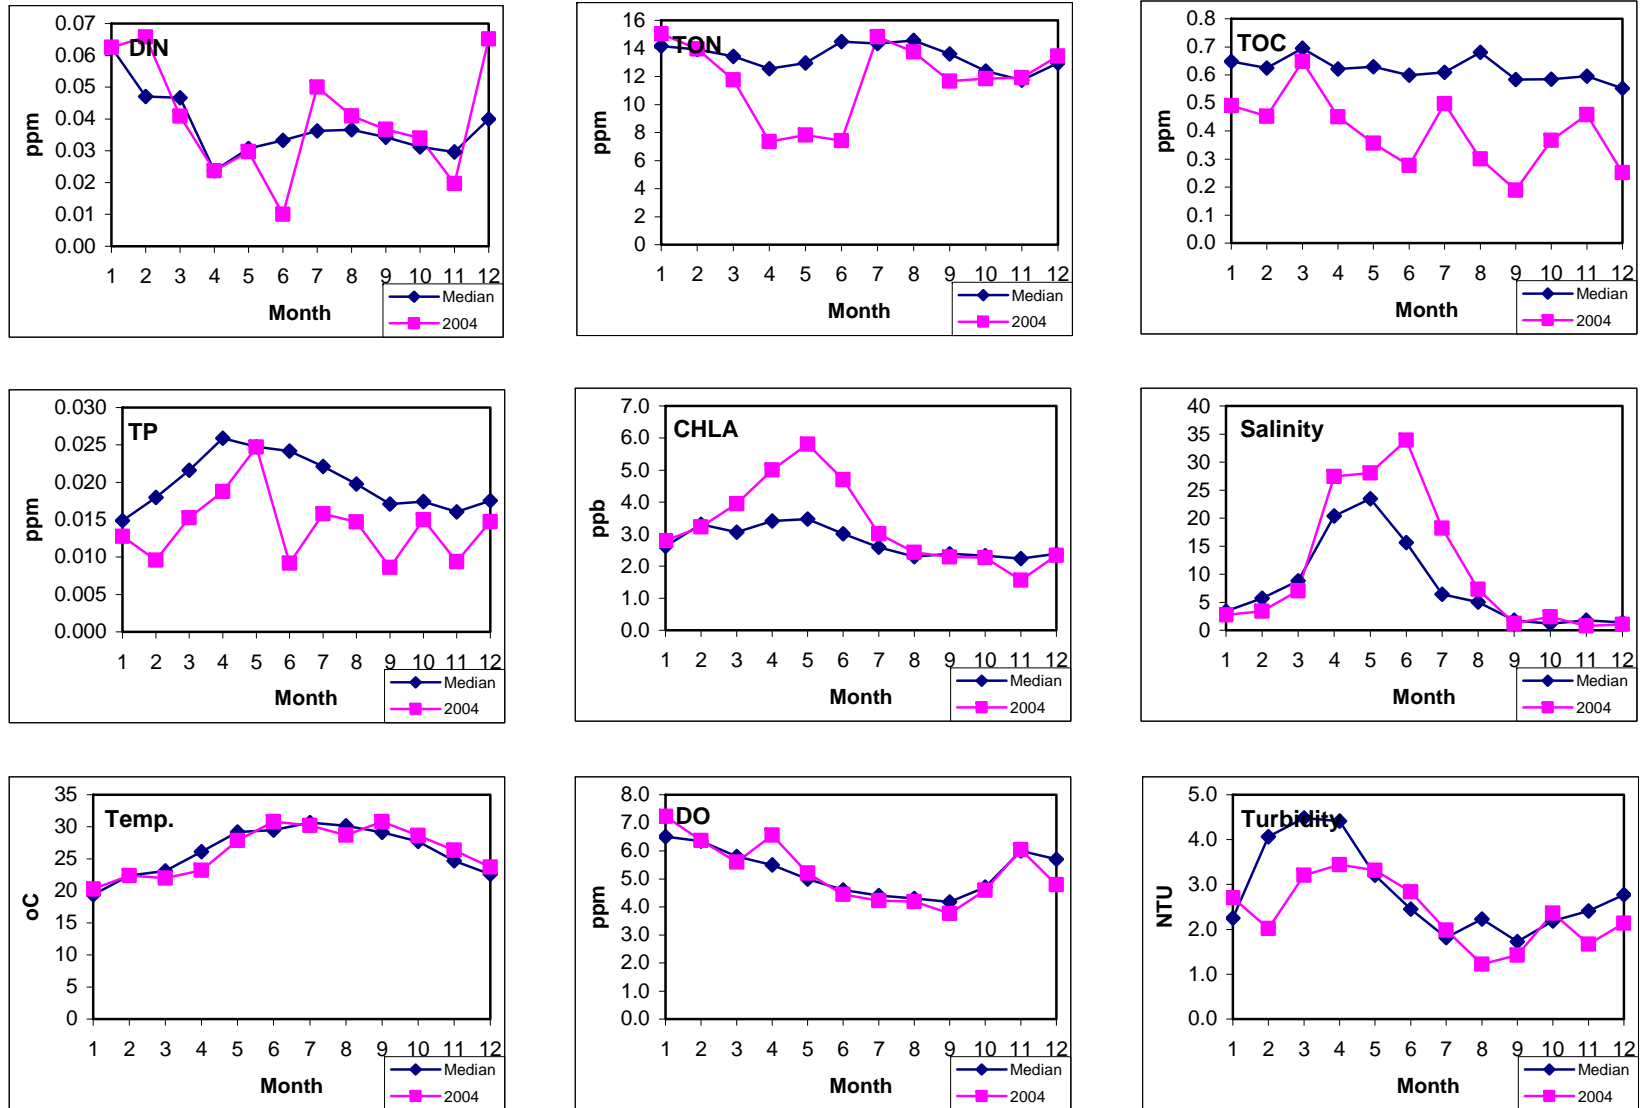 DIN
ppm
0.07
0.06
0.05
0.04
0.03
0.02
0.01
0.00
1 2 3 4 5 6 7 8 9 10 11 12
Month
Median
2004
TON
ppm
16
14
12
10
8
6
4
2
0
1 2 3 4 5 6 7 8 9 10 11 12
Month
Median
2004
TOC
ppm
0.8
0.7
0.6
0.5
0.4
0.3
0.2
0.1
0.0
1 2 3 4 5 6 7 8 9 10 11 12
Month
Median
2004
TP
ppm
0.030
0.025
0.020
0.015
0.010
0.005
0.000
1 2 3 4 5 6 7 8 9 10 11 12
Month
Median
2004
CHLA
ppb
7.0
6.0
5.0
4.0
3.0
2.0
1.0
0.0
1 2 3 4 5 6 7 8 9 10 11 12
Month
Median
2004
Salinity
40
35
30
25
20
15
10
5
0
1 2 3 4 5 6 7 8 9 10 11 12
Month
Median
2004
Temp.
oC
35
30
25
20
15
10
5
0
1 2 3 4 5 6 7 8 9 10 11 12
Month
Median
2004
DO
ppm
8.0
7.0
6.0
5.0
4.0
3.0
2.0
1.0
0.0
1 2 3 4 5 6 7 8 9 10 11 12
Month
Median
2004
Turbidity
NTU
5.0
4.0
3.0
2.0
1.0
0.0
1 2 3 4 5 6 7 8 9 10 11 12
Month
Median
2004